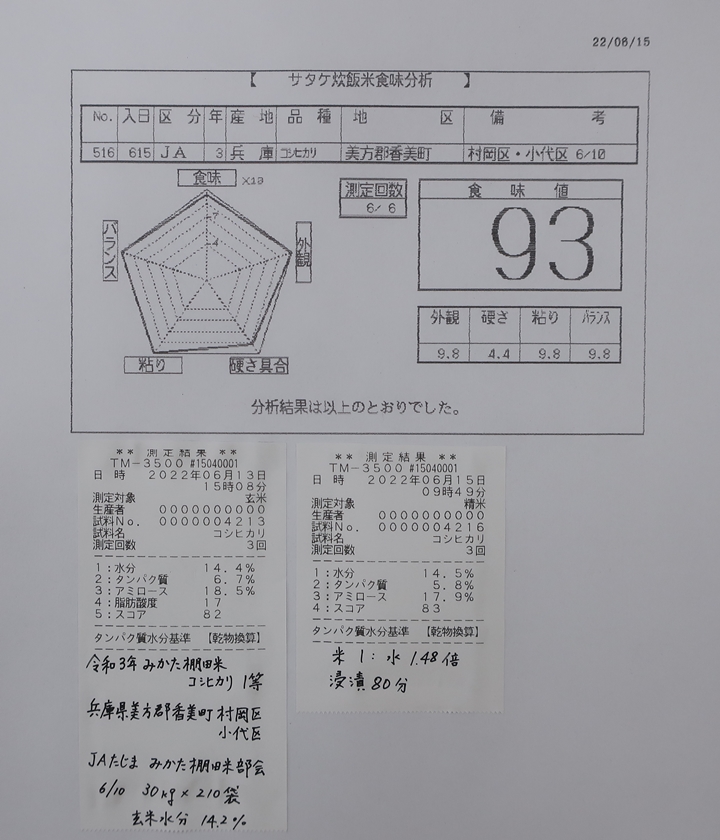 22/06/15
【 サタケ炊飯米食味分析 】
No. 入日 区分 年 産地 品種 地区 備考
516 615 JA 3 兵庫 コシヒカリ 美方郡香美町 村岡区・小代区 6/10
食味 ×10
7
4
バランス
外観
粘り
硬さ具合
測定回数
6/ 6
食味値
93
外観 硬さ 粘り バランス
9.8 4.4 9.8 9.8
分析結果は以上のとおりでした。
** 測定結果 **
TM-3500 #15040001
日 時 2022年06月13日
15時08分
測定対象 玄米
生産者 0000000000
試料No. 0000004213
試料名 コシヒカリ
測定回数 3回
1:水分 14.4%
2:タンパク質 6.7%
3:アミロース 18.5%
4:脂肪酸度 17
5:スコア 82
タンパク質水分基準 【乾物換算】
令和3年 みかた棚田米
コシヒカリ 1等
兵庫県美方郡香美町 村岡区
小代区
JAたじま みかた棚田米部会
6/10 30kg×210袋
玄米水分 14.2%
** 測定結果 **
TM-3500 #15040001
日 時 2022年06月15日
09時49分
測定対象 精米
生産者 0000000000
試料No. 0000004216
試料名 コシヒカリ
測定回数 3回
1:水分 14.5%
2:タンパク質 5.8%
3:アミロース 17.9%
4:スコア 83
タンパク質水分基準 【乾物換算】
米 1: 水 1.48倍
浸漬 80分